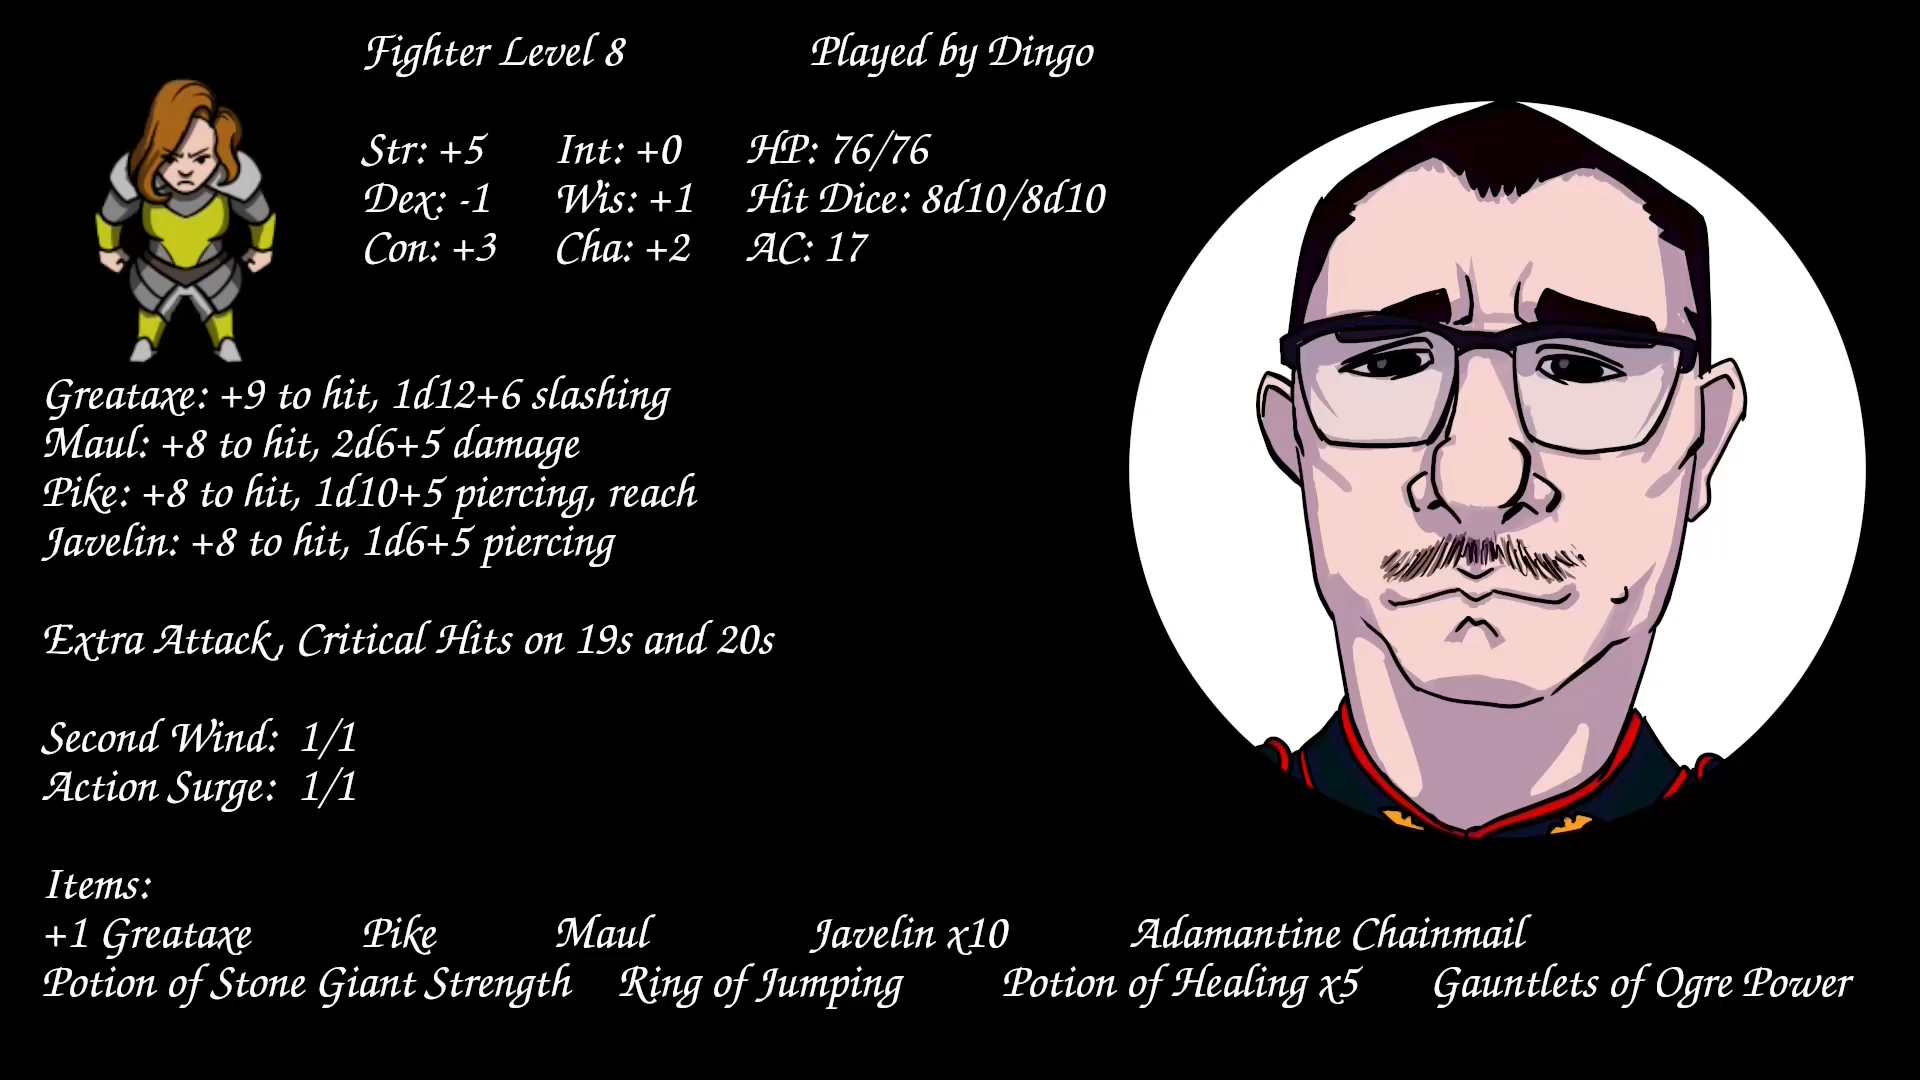 Fighter Level 8 Played by Dingo
Str: +5 Int: +0 HP: 76/76
Dex: -1 Wis: +1 Hit Dice: 8d10/8d10
Con: +3 Cha: +2 AC: 17
Greataxe: +9 to hit, 1d12+6 slashing
Maul: +8 to hit, 2d6+5 damage
Pike: +8 to hit, 1d10+5 piercing, reach
Javelin: +8 to hit, 1d6+5 piercing
Extra Attack, Critical Hits on 19s and 20s
Second Wind: 1/1
Action Surge: 1/1
Items:
+1 Greataxe Pike Maul Javelin x10 Adamantine Chainmail
Potion of Stone Giant Strength Ring of Jumping Potion of Healing x5 Gauntlets of Ogre Power